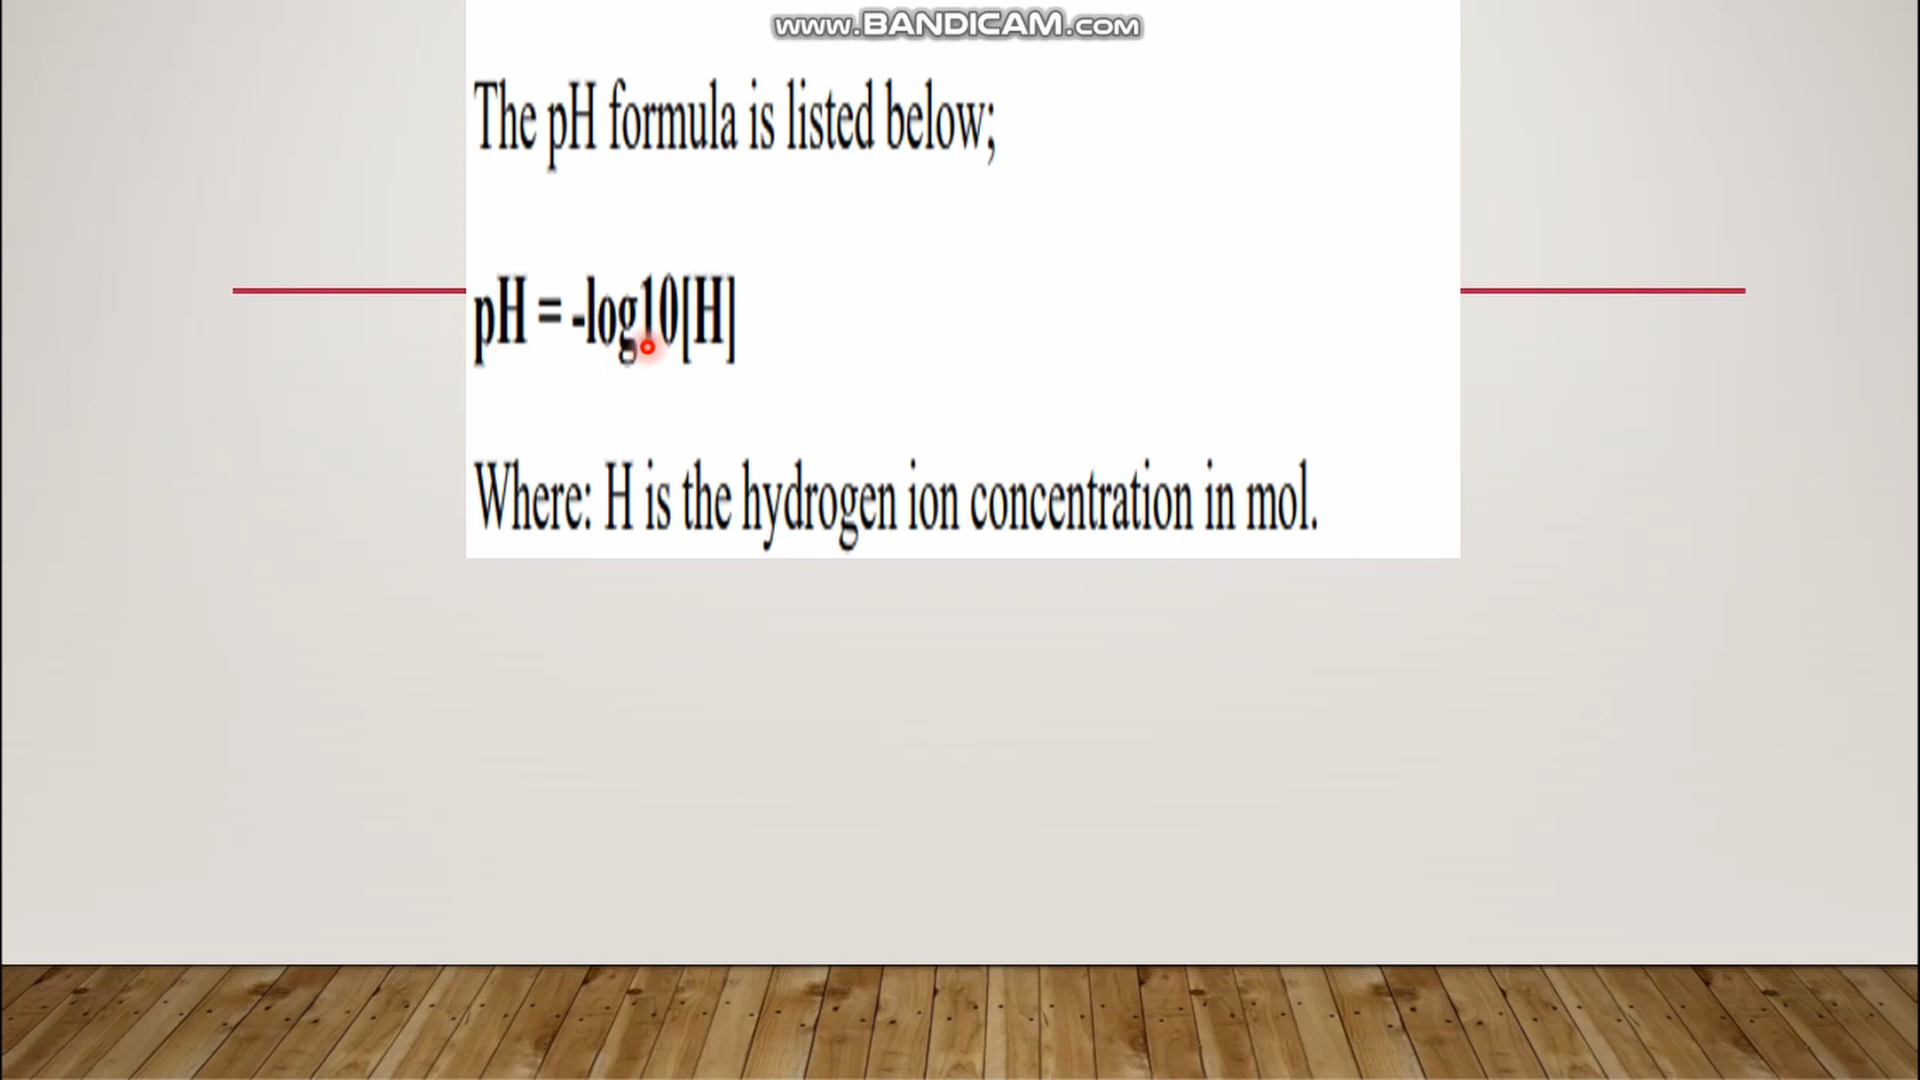 www.BANDICAM.com
The pH formula is listed below;
pH = -log10[H]
Where: H is the hydrogen ion concentration in mol.